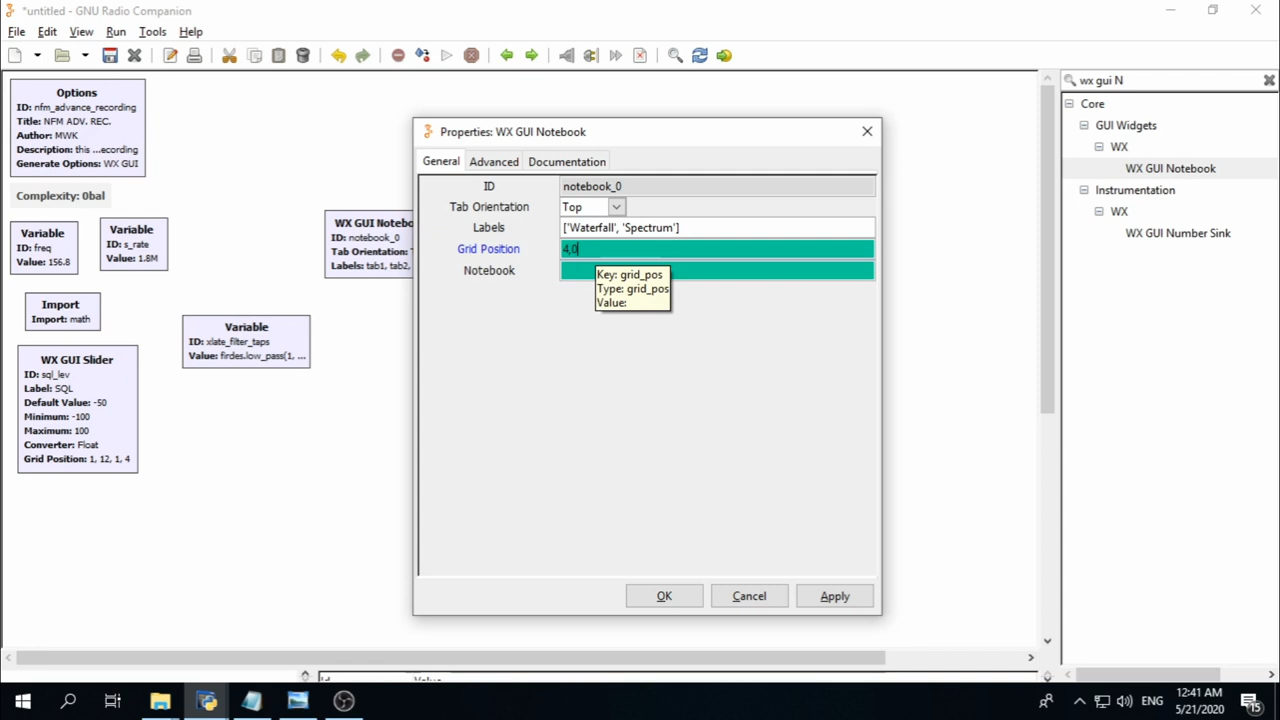 *untitled - GNU Radio Companion
File Edit View Run Tools Help
Options
ID: nfm_advance_recording
Title: NFM ADV. REC.
Author: MWK
Description: this ...ecording
Generate Options: WX GUI
Complexity: 0bal
Variable
ID: freq
Value: 156.8
Variable
ID: s_rate
Value: 1.8M
Import
Import: math
WX GUI Slider
ID: sql_lev
Label: SQL
Default Value: -50
Minimum: -100
Maximum: 100
Converter: Float
Grid Position: 1, 12, 1, 4
Variable
ID: xlate_filter_taps
Value: firdes.low_pass(1, ...
WX GUI Notebo
ID: notebook_0
Tab Orientation: T
Labels: tab1, tab2,
Properties: WX GUI Notebook
General Advanced Documentation
ID notebook_0
Tab Orientation Top
Labels ['Waterfall', 'Spectrum']
Grid Position 4,0
Notebook
Key: grid_pos
Type: grid_pos
Value:
OK Cancel Apply
wx gui N
Core
GUI Widgets
WX
WX GUI Notebook
Instrumentation
WX
WX GUI Number Sink
Id Value
ENG
12:41 AM
5/21/2020
15